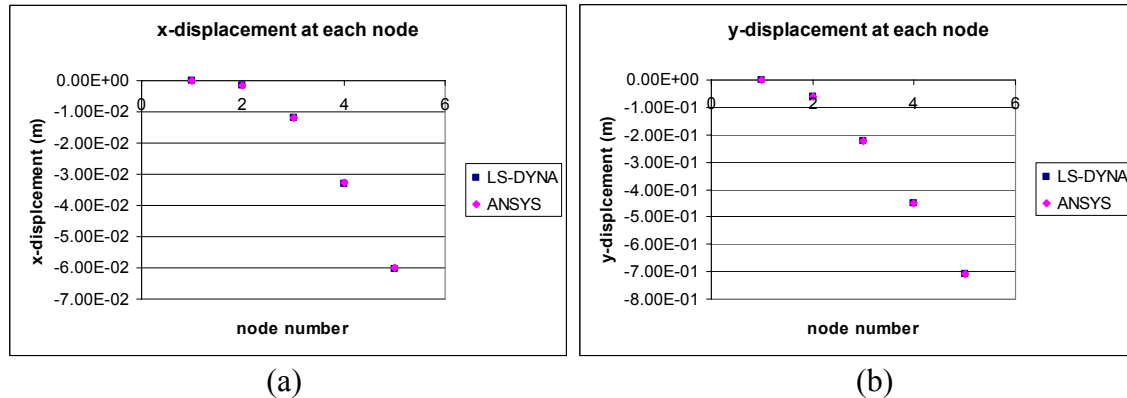 x-displacement at each node
0.00E+00
-1.00E-02
-2.00E-02
-3.00E-02
-4.00E-02
-5.00E-02
-6.00E-02
-7.00E-02
0 2 4 6
x-displcement (m)
node number
LS-DYNA
ANSYS
(a)
y-displacement at each node
0.00E+00
-1.00E-01
-2.00E-01
-3.00E-01
-4.00E-01
-5.00E-01
-6.00E-01
-7.00E-01
-8.00E-01
0 2 4 6
y-displcement (m)
node number
LS-DYNA
ANSYS
(b)